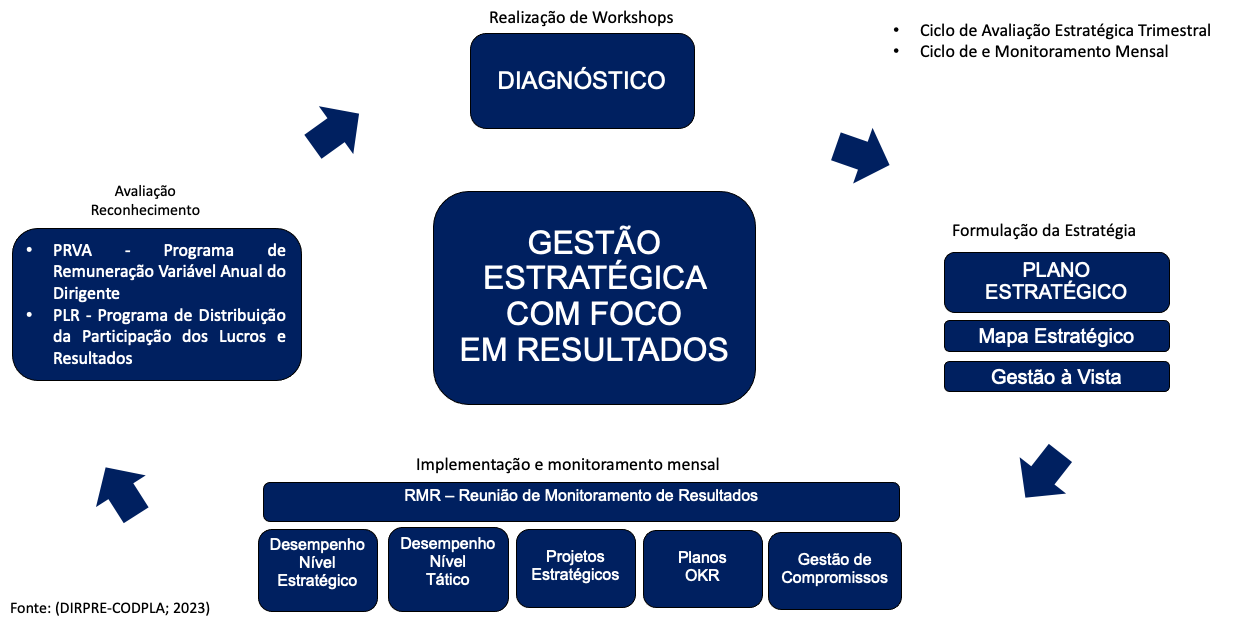 Realização de Workshops
DIAGNÓSTICO
• Ciclo de Avaliação Estratégica Trimestral
• Ciclo de e Monitoramento Mensal
Avaliação
Reconhecimento
• PRVA - Programa de
Remuneração Variável Anual do
Dirigente
• PLR - Programa de Distribuição
da Participação dos Lucros e
Resultados
GESTÃO
ESTRATÉGICA
COM FOCO
EM RESULTADOS
Formulação da Estratégia
PLANO
ESTRATÉGICO
Mapa Estratégico
Gestão à Vista
Implementação e monitoramento mensal
RMR – Reunião de Monitoramento de Resultados
Desempenho
Nível
Estratégico
Desempenho
Nível
Tático
Projetos
Estratégicos
Planos
OKR
Gestão de
Compromissos
Fonte: (DIRPRE-CODPLA; 2023)